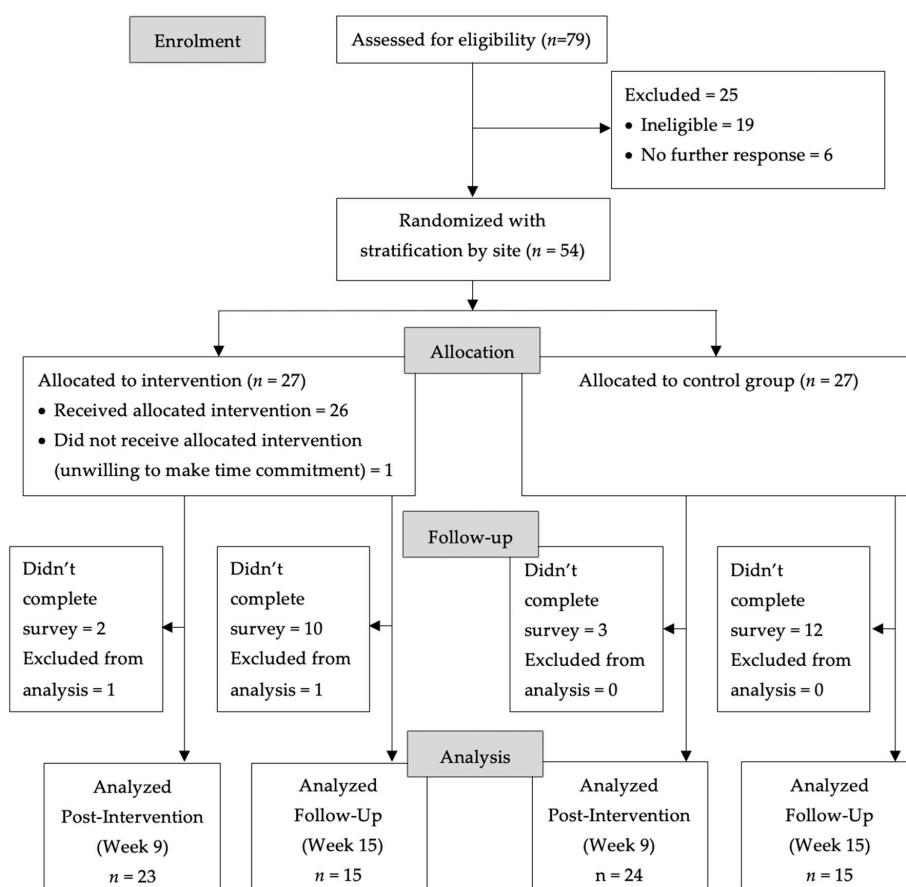 Enrolment
Assessed for eligibility (n=79)
Excluded = 25
• Ineligible = 19
• No further response = 6
Randomized with
stratification by site (n = 54)
Allocation
Allocated to intervention (n = 27)
• Received allocated intervention = 26
• Did not receive allocated intervention
(unwilling to make time commitment) = 1
Allocated to control group (n = 27)
Follow-up
Didn't
complete
survey = 2
Excluded from
analysis = 1
Didn't
complete
survey = 10
Excluded from
analysis = 1
Didn't
complete
survey = 3
Excluded from
analysis = 0
Didn't
complete
survey = 12
Excluded from
analysis = 0
Analysis
Analyzed
Post-Intervention
(Week 9)
n = 23
Analyzed
Follow-Up
(Week 15)
n = 15
Analyzed
Post-Intervention
(Week 9)
n = 24
Analyzed
Follow-Up
(Week 15)
n = 15